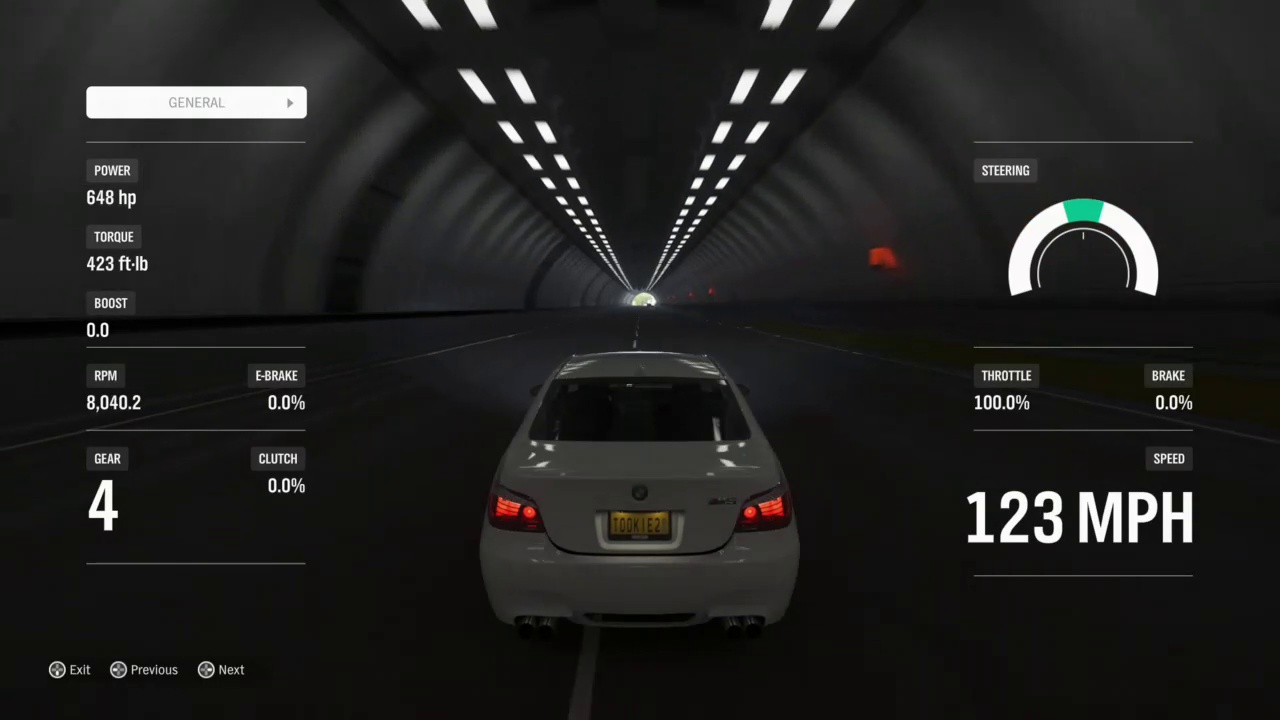 GENERAL
POWER
648 hp
TORQUE
423 ft·lb
BOOST
0.0
RPM
E-BRAKE
8,040.2
0.0%
GEAR
CLUTCH
4
0.0%
STEERING
THROTTLE
BRAKE
100.0%
0.0%
SPEED
123 MPH
M5
Exit
Previous
Next